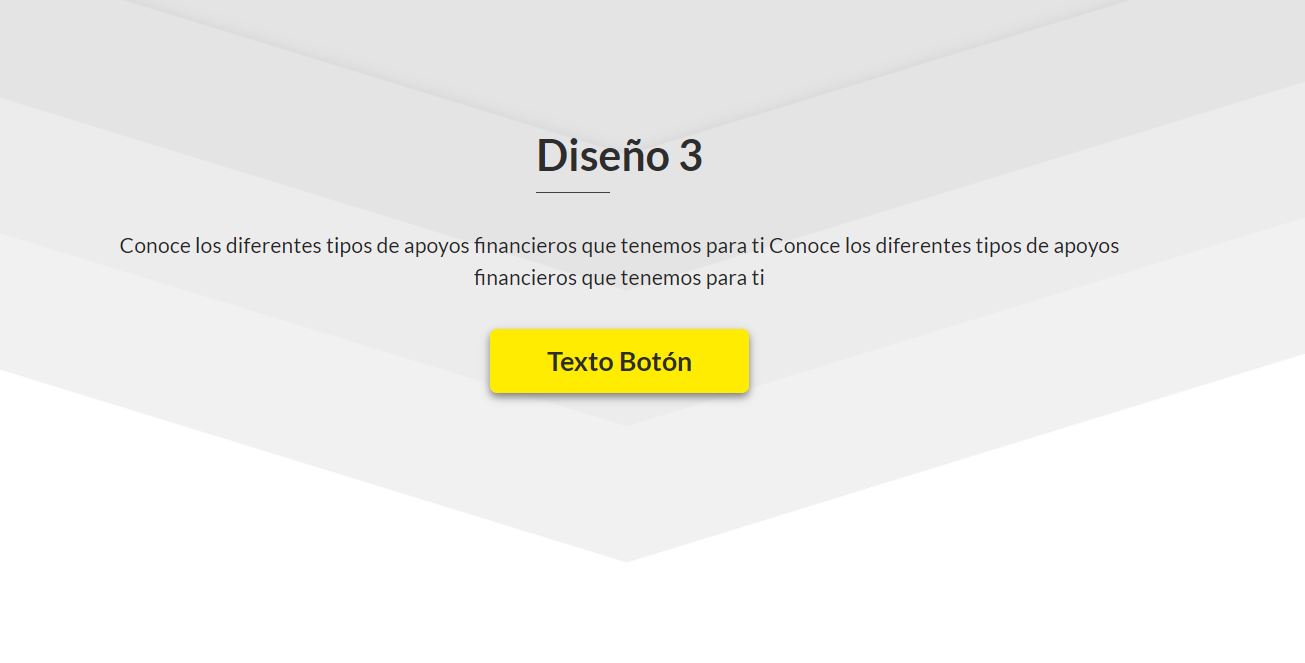 Diseño 3
Conoce los diferentes tipos de apoyos financieros que tenemos para ti Conoce los diferentes tipos de apoyos
financieros que tenemos para ti
Texto Botón